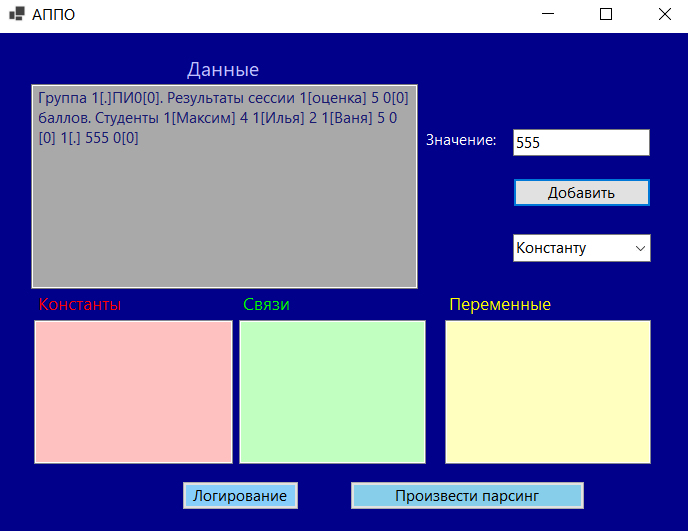 АППО
Данные
Группа 1[.]ПИ0[0]. Результаты сессии 1[оценка] 5 0[0]
баллов. Студенты 1[Максим] 4 1[Илья] 2 1[Ваня] 5 0
[0] 1[.] 555 0[0]
Значение: 555
Добавить
Константу
Константы Связи Переменные
Логирование Произвести парсинг